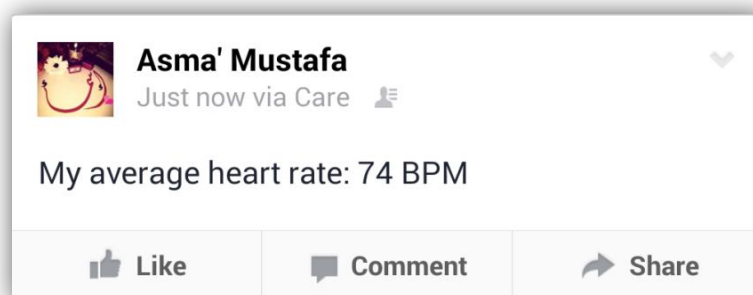 Asma' Mustafa
Just now via Care
My average heart rate: 74 BPM
Like Comment Share